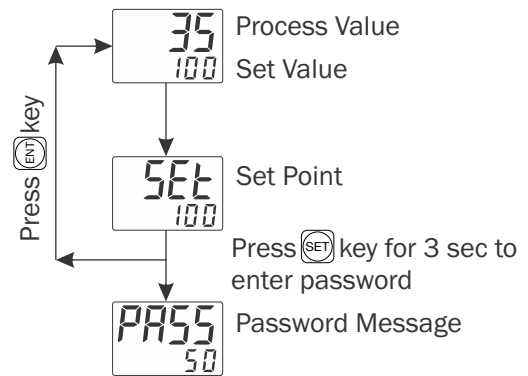 35
Process Value
100
Set Value
Press ENT key
SEt
Set Point
100
Press SET key for 3 sec to
enter password
PASS
Password Message
50